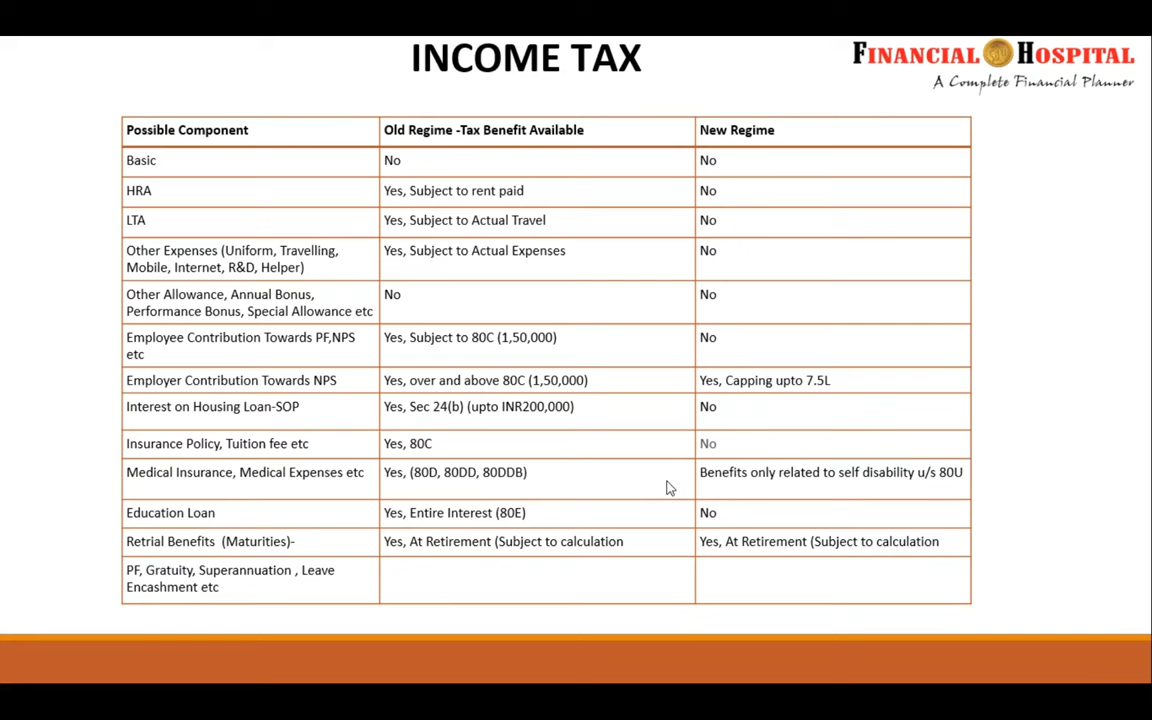 INCOME TAX
FINANCIAL HOSPITAL
A Complete Financial Planner
Possible Component Old Regime -Tax Benefit Available New Regime
Basic No No
HRA Yes, Subject to rent paid No
LTA Yes, Subject to Actual Travel No
Other Expenses (Uniform, Travelling, Yes, Subject to Actual Expenses No
Mobile, Internet, R&D, Helper)
Other Allowance, Annual Bonus, No No
Performance Bonus, Special Allowance etc
Employee Contribution Towards PF,NPS Yes, Subject to 80C (1,50,000) No
etc
Employer Contribution Towards NPS Yes, over and above 80C (1,50,000) Yes, Capping upto 7.5L
Interest on Housing Loan-SOP Yes, Sec 24(b) (upto INR200,000) No
Insurance Policy, Tuition fee etc Yes, 80C No
Medical Insurance, Medical Expenses etc Yes, (80D, 80DD, 80DDB) Benefits only related to self disability u/s 80U
Education Loan Yes, Entire Interest (80E) No
Retrial Benefits (Maturities)- Yes, At Retirement (Subject to calculation Yes, At Retirement (Subject to calculation
PF, Gratuity, Superannuation , Leave
Encashment etc